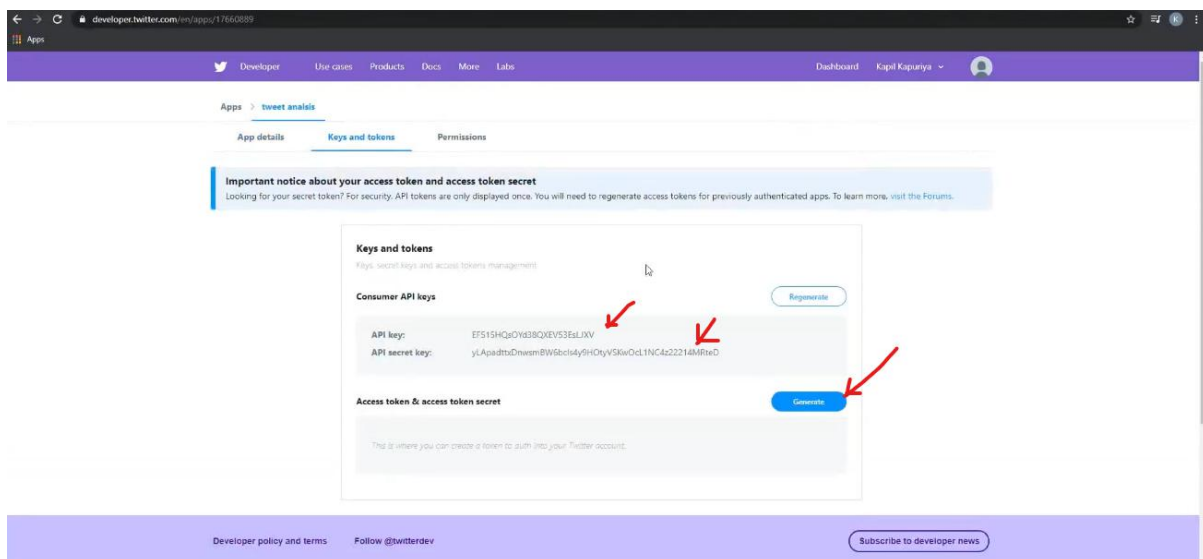 developer.twitter.com/en/apps/17660889
Apps
Developer Use cases Products Docs More Labs Dashboard Kapil Kapuriya
Apps > tweet analsis
App details Keys and tokens Permissions
Important notice about your access token and access token secret
Looking for your secret token? For security, API tokens are only displayed once. You will need to regenerate access tokens for previously authenticated apps. To learn more, visit the Forums.
Keys and tokens
Keys, secret keys and access tokens management.
Consumer API keys Regenerate
API key:
API secret key:
Access token & access token secret Generate
This is where you can create a token to auth into your Twitter account.
Developer policy and terms Follow @twitterdev Subscribe to developer news